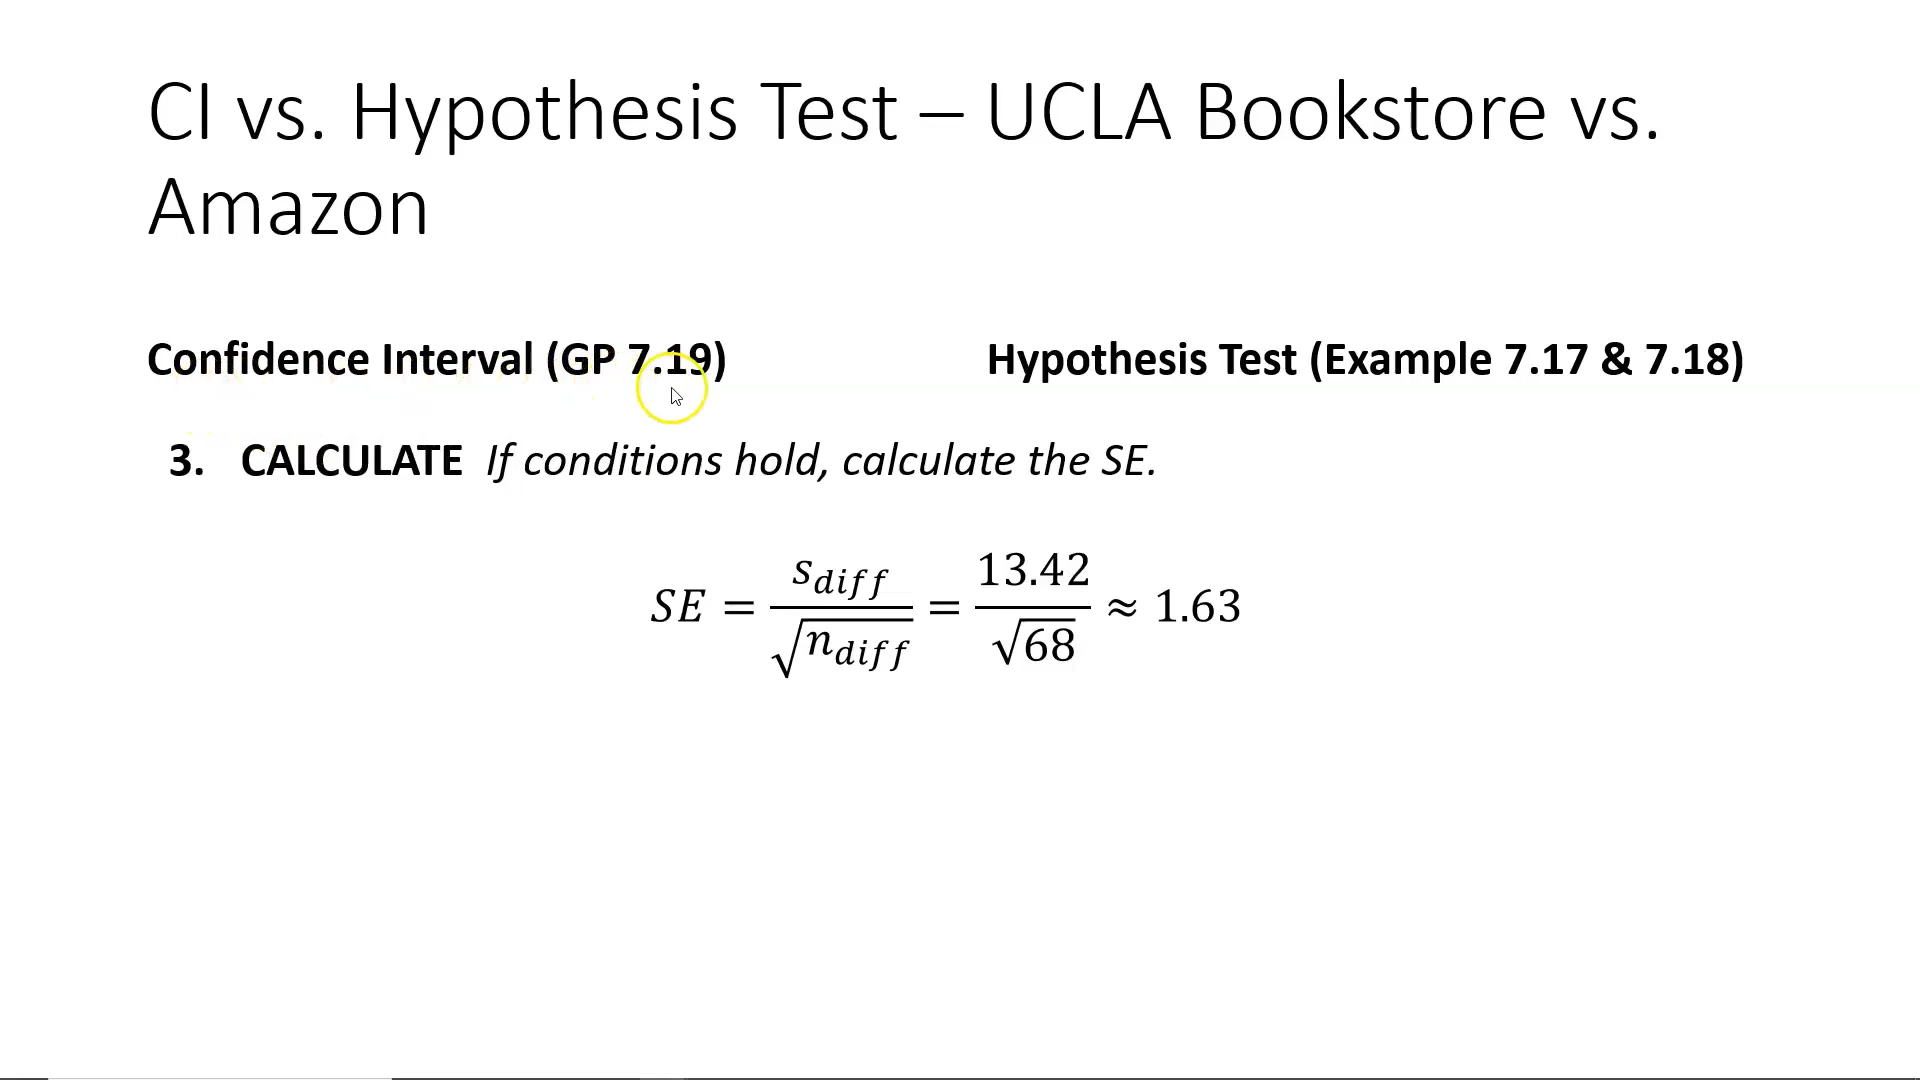 CI vs. Hypothesis Test – UCLA Bookstore vs.
Amazon
Confidence Interval (GP 7.19)
Hypothesis Test (Example 7.17 & 7.18)
3. CALCULATE If conditions hold, calculate the SE.
SE = s_diff / √n_diff = 13.42 / √68 ≈ 1.63